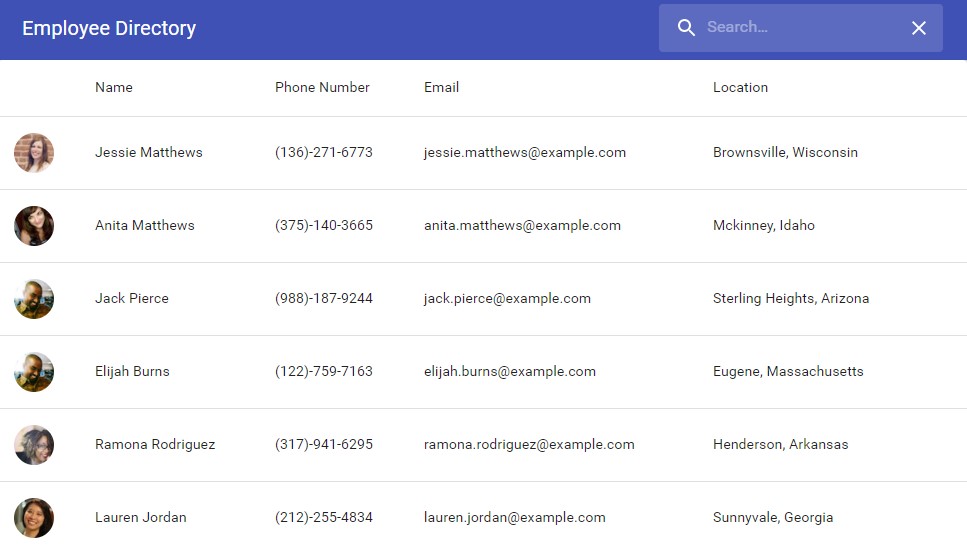 Employee Directory Search...
Name Phone Number Email Location
Jessie Matthews (136)-271-6773 jessie.matthews@example.com Brownsville, Wisconsin
Anita Matthews (375)-140-3665 anita.matthews@example.com Mckinney, Idaho
Jack Pierce (988)-187-9244 jack.pierce@example.com Sterling Heights, Arizona
Elijah Burns (122)-759-7163 elijah.burns@example.com Eugene, Massachusetts
Ramona Rodriguez (317)-941-6295 ramona.rodriguez@example.com Henderson, Arkansas
Lauren Jordan (212)-255-4834 lauren.jordan@example.com Sunnyvale, Georgia